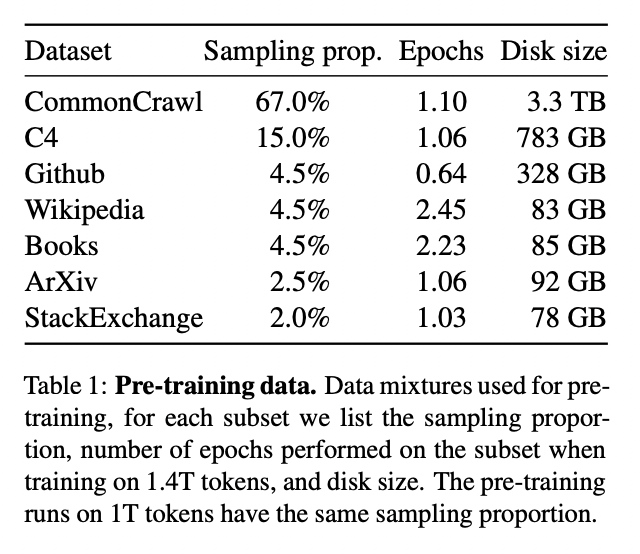 Dataset Sampling prop. Epochs Disk size
CommonCrawl 67.0% 1.10 3.3 TB
C4 15.0% 1.06 783 GB
Github 4.5% 0.64 328 GB
Wikipedia 4.5% 2.45 83 GB
Books 4.5% 2.23 85 GB
ArXiv 2.5% 1.06 92 GB
StackExchange 2.0% 1.03 78 GB
Table 1: Pre-training data. Data mixtures used for pre-
training, for each subset we list the sampling propor-
tion, number of epochs performed on the subset when
training on 1.4T tokens, and disk size. The pre-training
runs on 1T tokens have the same sampling proportion.